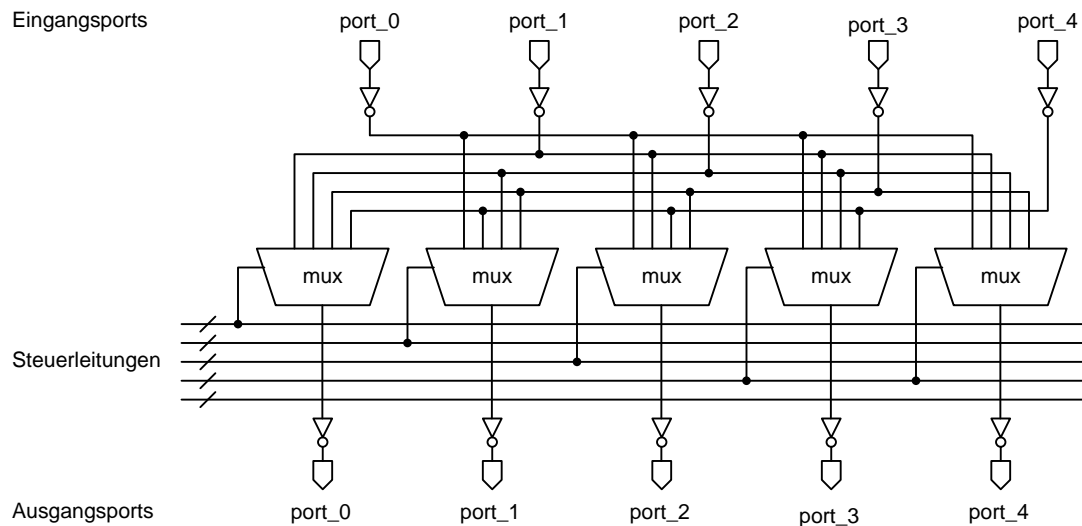 Eingangsports port_0 port_1 port_2 port_3 port_4
mux mux mux mux mux
Steuerleitungen
Ausgangsports port_0 port_1 port_2 port_3 port_4